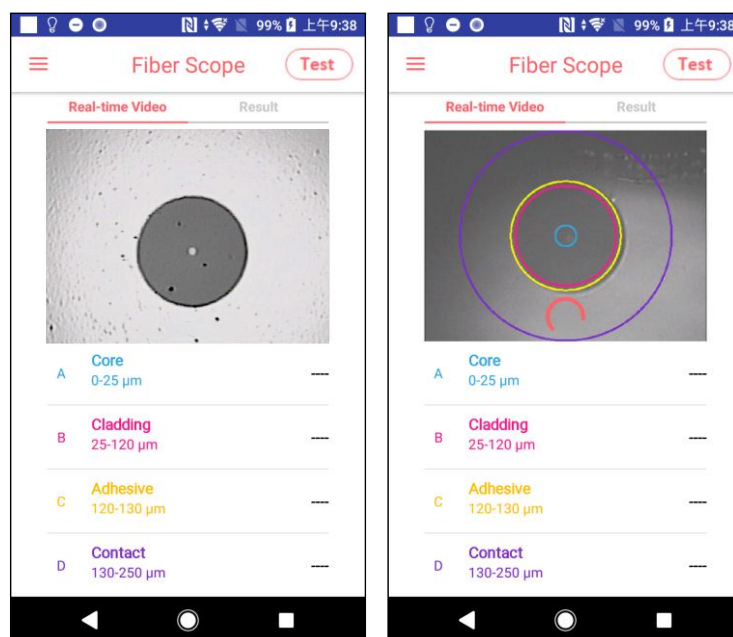 99% 上午9:38
Fiber Scope Test
Real-time Video Result
A Core ----
0-25 μm
B Cladding ----
25-120 μm
C Adhesive ----
120-130 μm
D Contact ----
130-250 μm
99% 上午9:38
Fiber Scope Test
Real-time Video Result
A Core ----
0-25 μm
B Cladding ----
25-120 μm
C Adhesive ----
120-130 μm
D Contact ----
130-250 μm